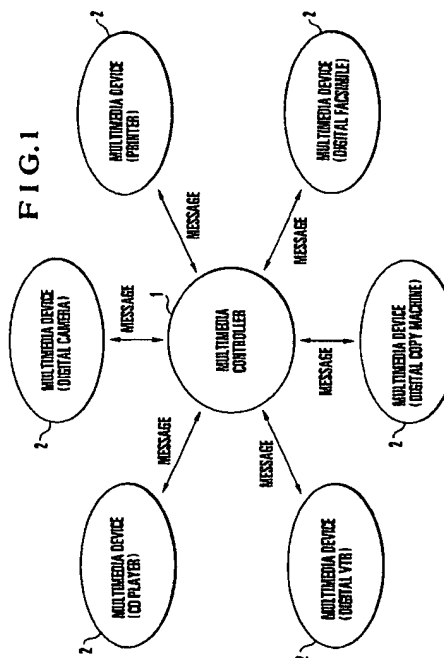 FIG.1
2
MULTIMEDIA DEVICE
(DIGITAL CAMERA)
2
MULTIMEDIA DEVICE
(CD PLAYER)
2
MULTIMEDIA DEVICE
(PRINTER)
MESSAGE
MESSAGE
MESSAGE
1
MULTIMEDIA
CONTROLLER
MESSAGE
MESSAGE
MESSAGE
2
MULTIMEDIA DEVICE
(DIGITAL VTR)
2
MULTIMEDIA DEVICE
(DIGITAL COPY MACHINE)
2
MULTIMEDIA DEVICE
(DIGITAL FACSIMILE)